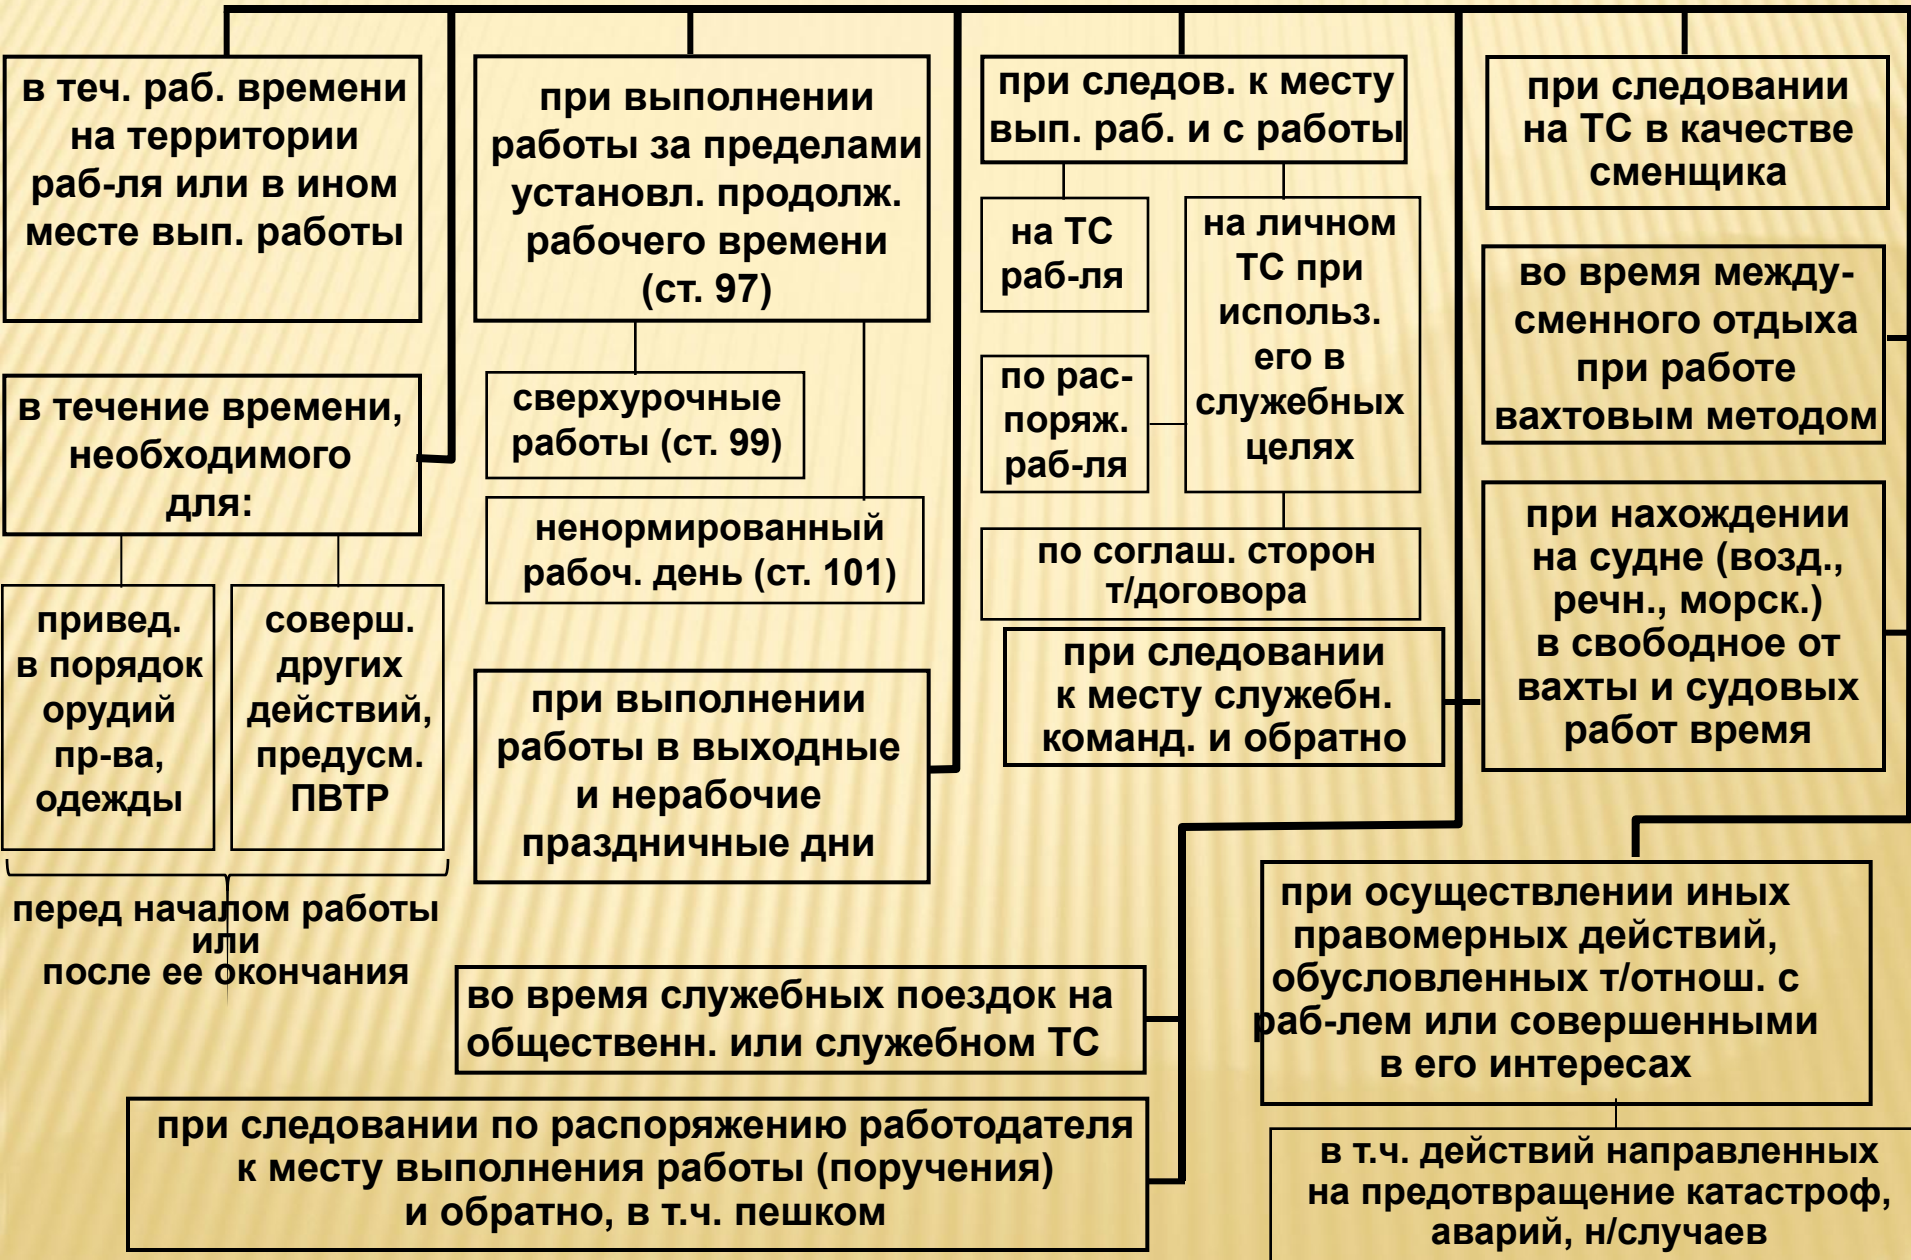 в теч. раб. времени
на территории
раб-ля или в ином
месте вып. работы
в течение времени,
необходимого
для:
привед.
в порядок
орудий
пр-ва,
одежды
соверш.
других
действий,
предусм.
ПВТР
перед началом работы
или
после ее окончания
при выполнении
работы за пределами
установл. продолж.
рабочего времени
(ст. 97)
сверхурочные
работы (ст. 99)
ненормированный
рабоч. день (ст. 101)
при выполнении
работы в выходные
и нерабочие
праздничные дни
при следов. к месту
вып. раб. и с работы
на ТС
раб-ля
по рас-
поряж.
раб-ля
на личном
ТС при
использ.
его в
служебных
целях
по соглаш. сторон
т/договора
при следовании
к месту служебн.
команд. и обратно
при следовании
на ТС в качестве
сменщика
во время между-
сменного отдыха
при работе
вахтовым методом
при нахождении
на судне (возд.,
речн., морск.)
в свободное от
вахты и судовых
работ время
во время служебных поездок на
общественн. или служебном ТС
при следовании по распоряжению работодателя
к месту выполнения работы (поручения)
и обратно, в т.ч. пешком
при осуществлении иных
правомерных действий,
обусловленных т/отнош. с
раб-лем или совершенными
в его интересах
в т.ч. действий направленных
на предотвращение катастроф,
аварий, н/случаев